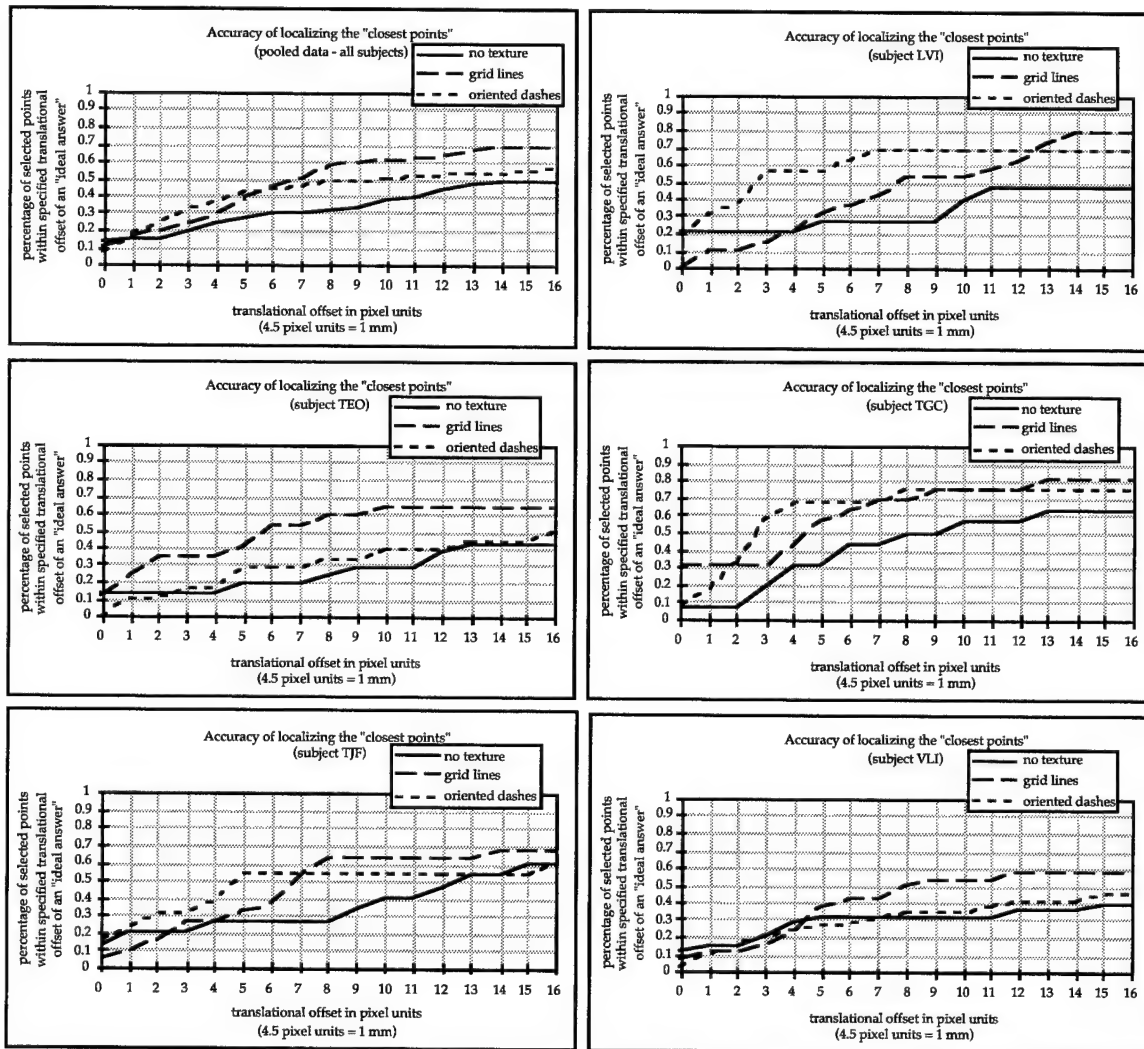 Accuracy of localizing the "closest points"
(pooled data - all subjects)
no texture
grid lines
oriented dashes
percentage of selected points
within specified translational
offset of an "ideal answer"
1
0.9
0.8
0.7
0.6
0.5
0.4
0.3
0.2
0.1
0
0 1 2 3 4 5 6 7 8 9 10 11 12 13 14 15 16
translational offset in pixel units
(4.5 pixel units = 1 mm)
Accuracy of localizing the "closest points"
(subject LVI)
no texture
grid lines
oriented dashes
percentage of selected points
within specified translational
offset of an "ideal answer"
1
0.9
0.8
0.7
0.6
0.5
0.4
0.3
0.2
0.1
0
0 1 2 3 4 5 6 7 8 9 10 11 12 13 14 15 16
translational offset in pixel units
(4.5 pixel units = 1 mm)
Accuracy of localizing the "closest points"
(subject TEO)
no texture
grid lines
oriented dashes
percentage of selected points
within specified translational
offset of an "ideal answer"
1
0.9
0.8
0.7
0.6
0.5
0.4
0.3
0.2
0.1
0
0 1 2 3 4 5 6 7 8 9 10 11 12 13 14 15 16
translational offset in pixel units
(4.5 pixel units = 1 mm)
Accuracy of localizing the "closest points"
(subject TGC)
no texture
grid lines
oriented dashes
percentage of selected points
within specified translational
offset of an "ideal answer"
1
0.9
0.8
0.7
0.6
0.5
0.4
0.3
0.2
0.1
0
0 1 2 3 4 5 6 7 8 9 10 11 12 13 14 15 16
translational offset in pixel units
(4.5 pixel units = 1 mm)
Accuracy of localizing the "closest points"
(subject TJF)
no texture
grid lines
oriented dashes
percentage of selected points
within specified translational
offset of an "ideal answer"
1
0.9
0.8
0.7
0.6
0.5
0.4
0.3
0.2
0.1
0
0 1 2 3 4 5 6 7 8 9 10 11 12 13 14 15 16
translational offset in pixel units
(4.5 pixel units = 1 mm)
Accuracy of localizing the "closest points"
(subject VLI)
no texture
grid lines
oriented dashes
percentage of selected points
within specified translational
offset of an "ideal answer"
1
0.9
0.8
0.7
0.6
0.5
0.4
0.3
0.2
0.1
0
0 1 2 3 4 5 6 7 8 9 10 11 12 13 14 15 16
translational offset in pixel units
(4.5 pixel units = 1 mm)